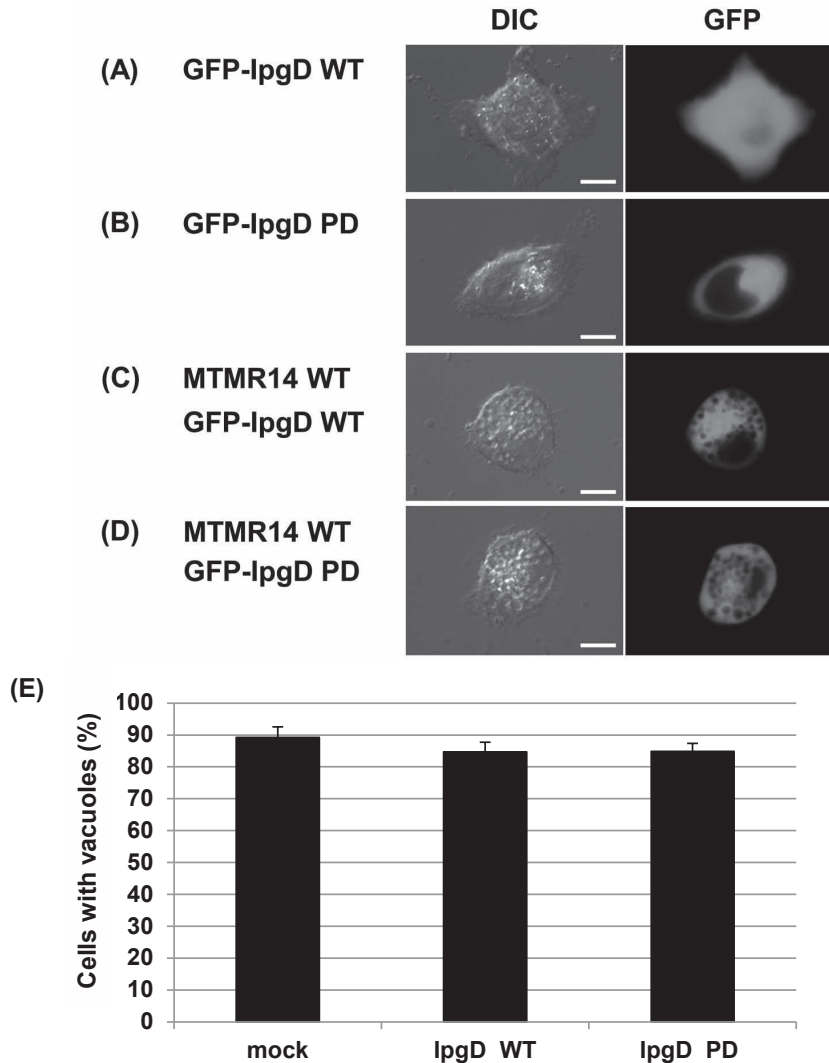 DIC GFP
(A) GFP-IpgD WT
(B) GFP-IpgD PD
(C) MTMR14 WT
GFP-IpgD WT
(D) MTMR14 WT
GFP-IpgD PD
(E)
Cells with vacuoles (%)
100
90
80
70
60
50
40
30
20
10
0
mock IpgD WT IpgD PD